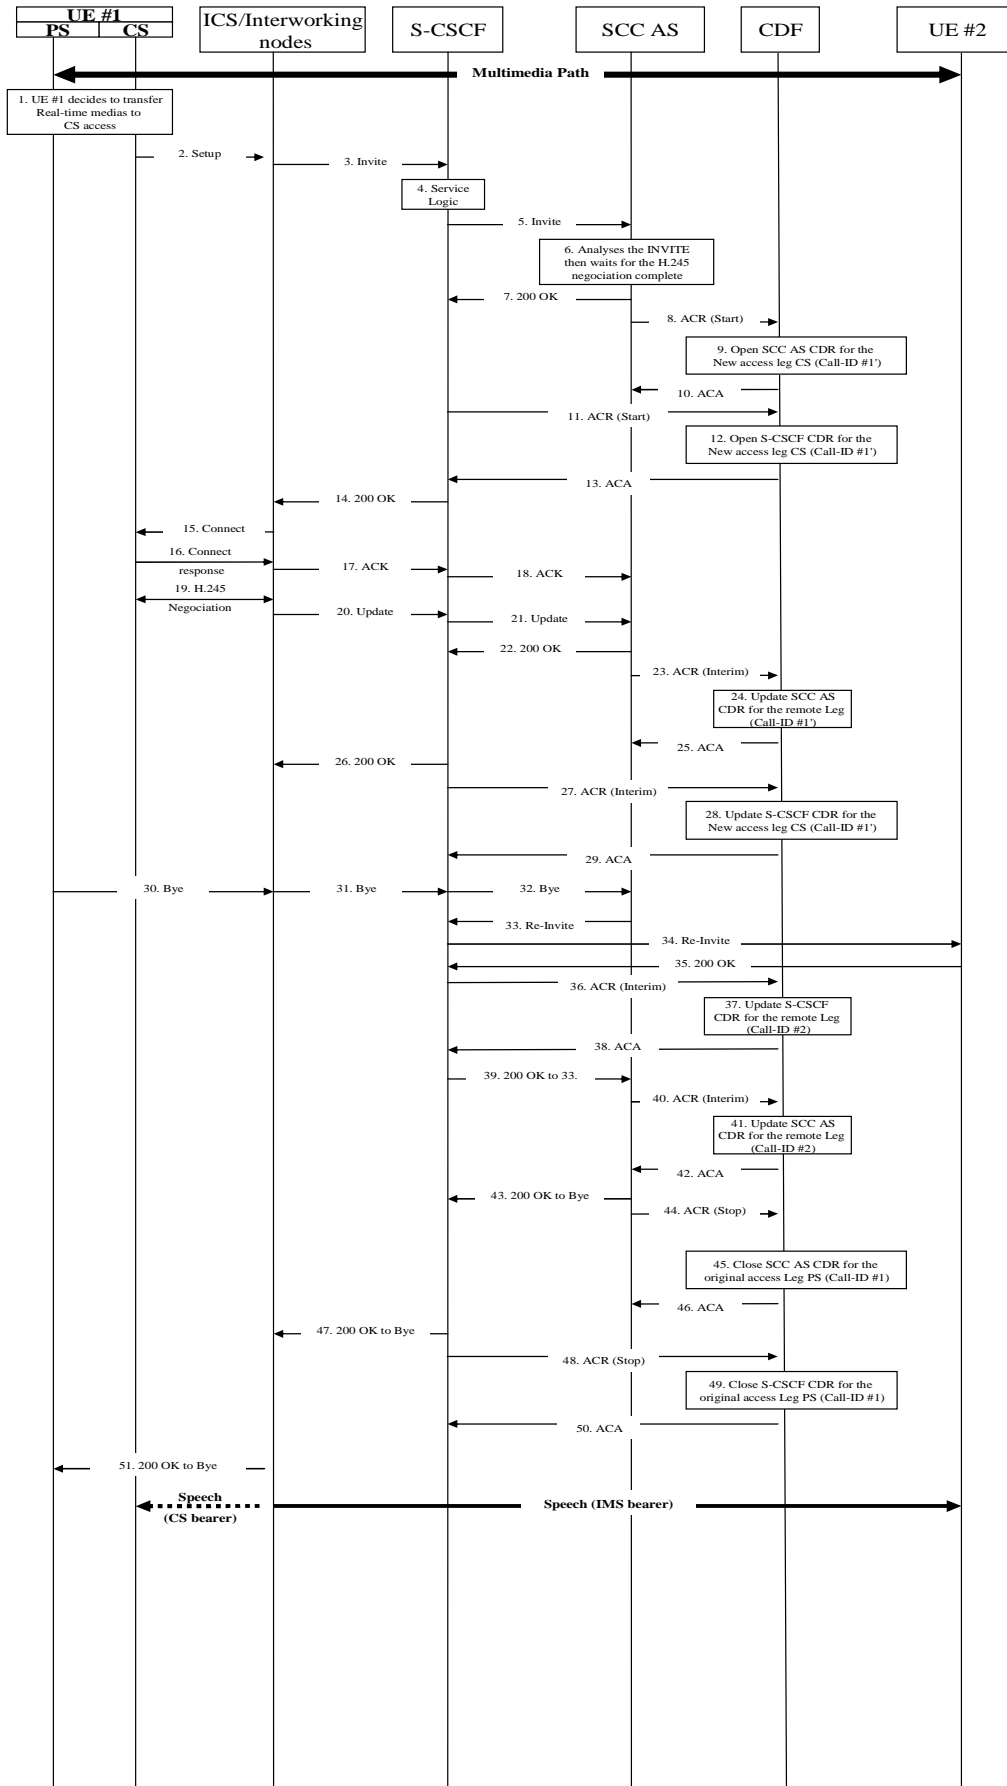 UE #1
PS CS
ICS/Interworking
nodes
S-CSCF
SCC AS
CDF
UE #2
Multimedia Path
1. UE #1 decides to transfer
Real-time medias to
CS access
2. Setup
3. Invite
4. Service
Logic
5. Invite
6. Analyses the INVITE
then waits for the H.245
negociation complete
7. 200 OK
8. ACR (Start)
9. Open SCC AS CDR for the
New access leg CS (Call-ID #1')
10. ACA
11. ACR (Start)
12. Open S-CSCF CDR for the
New access leg CS (Call-ID #1')
13. ACA
14. 200 OK
15. Connect
16. Connect
response
17. ACK
18. ACK
19. H.245
Negociation
20. Update
21. Update
22. 200 OK
23. ACR (Interim)
24. Update SCC AS
CDR for the remote Leg
(Call-ID #1')
25. ACA
26. 200 OK
27. ACR (Interim)
28. Update S-CSCF CDR for the
New access leg CS (Call-ID #1')
29. ACA
30. Bye
31. Bye
32. Bye
33. Re-Invite
34. Re-Invite
35. 200 OK
36. ACR (Interim)
37. Update S-CSCF
CDR for the remote Leg
(Call-ID #2)
38. ACA
39. 200 OK to 33.
40. ACR (Interim)
41. Update SCC AS
CDR for the remote Leg
(Call-ID #2)
42. ACA
43. 200 OK to Bye
44. ACR (Stop)
45. Close SCC AS CDR for the
original access Leg PS (Call-ID #1)
46. ACA
47. 200 OK to Bye
48. ACR (Stop)
49. Close S-CSCF CDR for the
original access Leg PS (Call-ID #1)
50. ACA
51. 200 OK to Bye
Speech
(CS bearer)
Speech (IMS bearer)